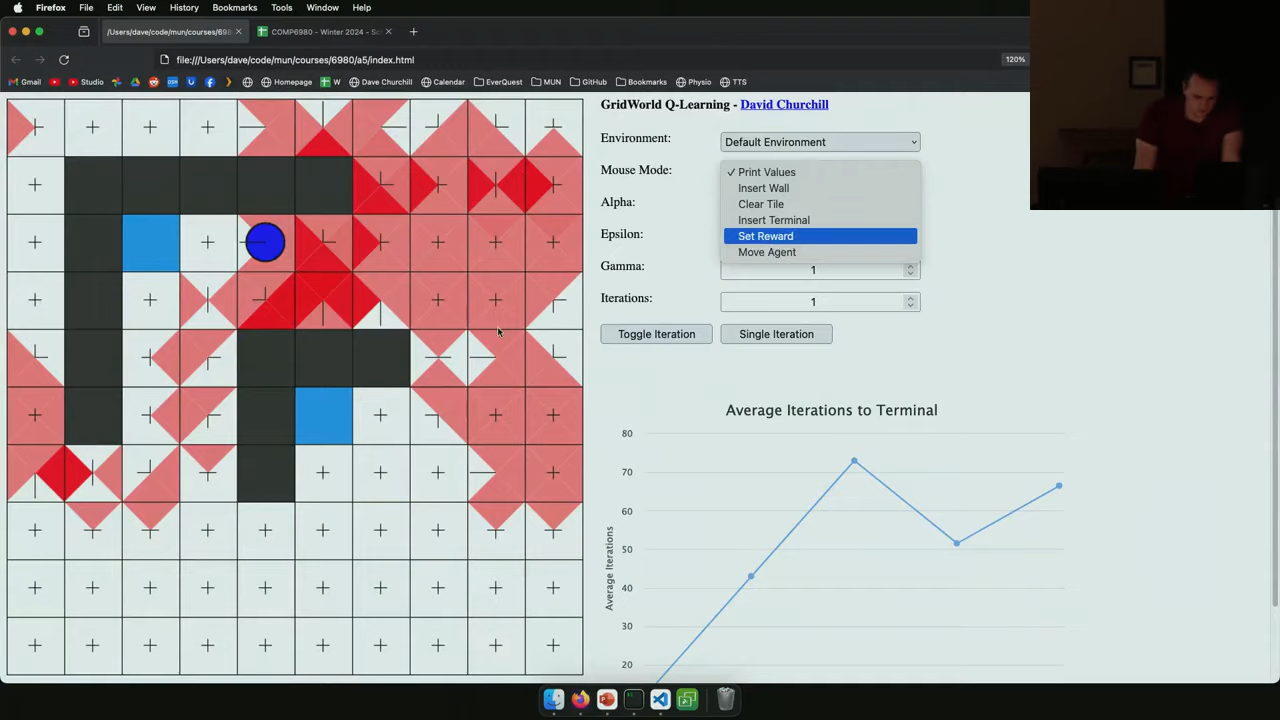 Firefox File Edit View History Bookmarks Tools Window Help
/Users/dave/code/mun/courses/698 COMP6980 - Winter 2024 - Sc
file:///Users/dave/code/mun/courses/6980/a5/index.html 120%
Gmail Studio Homepage W Dave Churchill Calendar EverQuest MUN GitHub Bookmarks Physio TTS
GridWorld Q-Learning - David Churchill
Environment: Default Environment
Mouse Mode: ✓ Print Values
Insert Wall
Alpha: Clear Tile
Insert Terminal
Epsilon: Set Reward
Move Agent
Gamma: 1
Iterations: 1
Toggle Iteration Single Iteration
Average Iterations to Terminal
80
70
60
50
40
30
20
Average Iterations